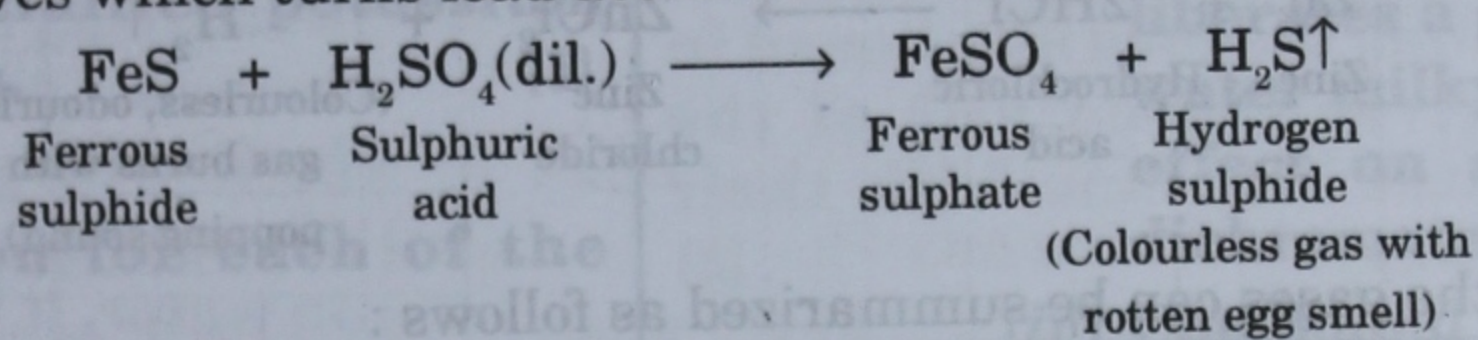 FeS + H₂SO₄(dil.) ⟶ FeSO₄ + H₂S↑
Ferrous Sulphuric Ferrous Hydrogen
sulphide acid sulphate sulphide
(Colourless gas with
rotten egg smell)